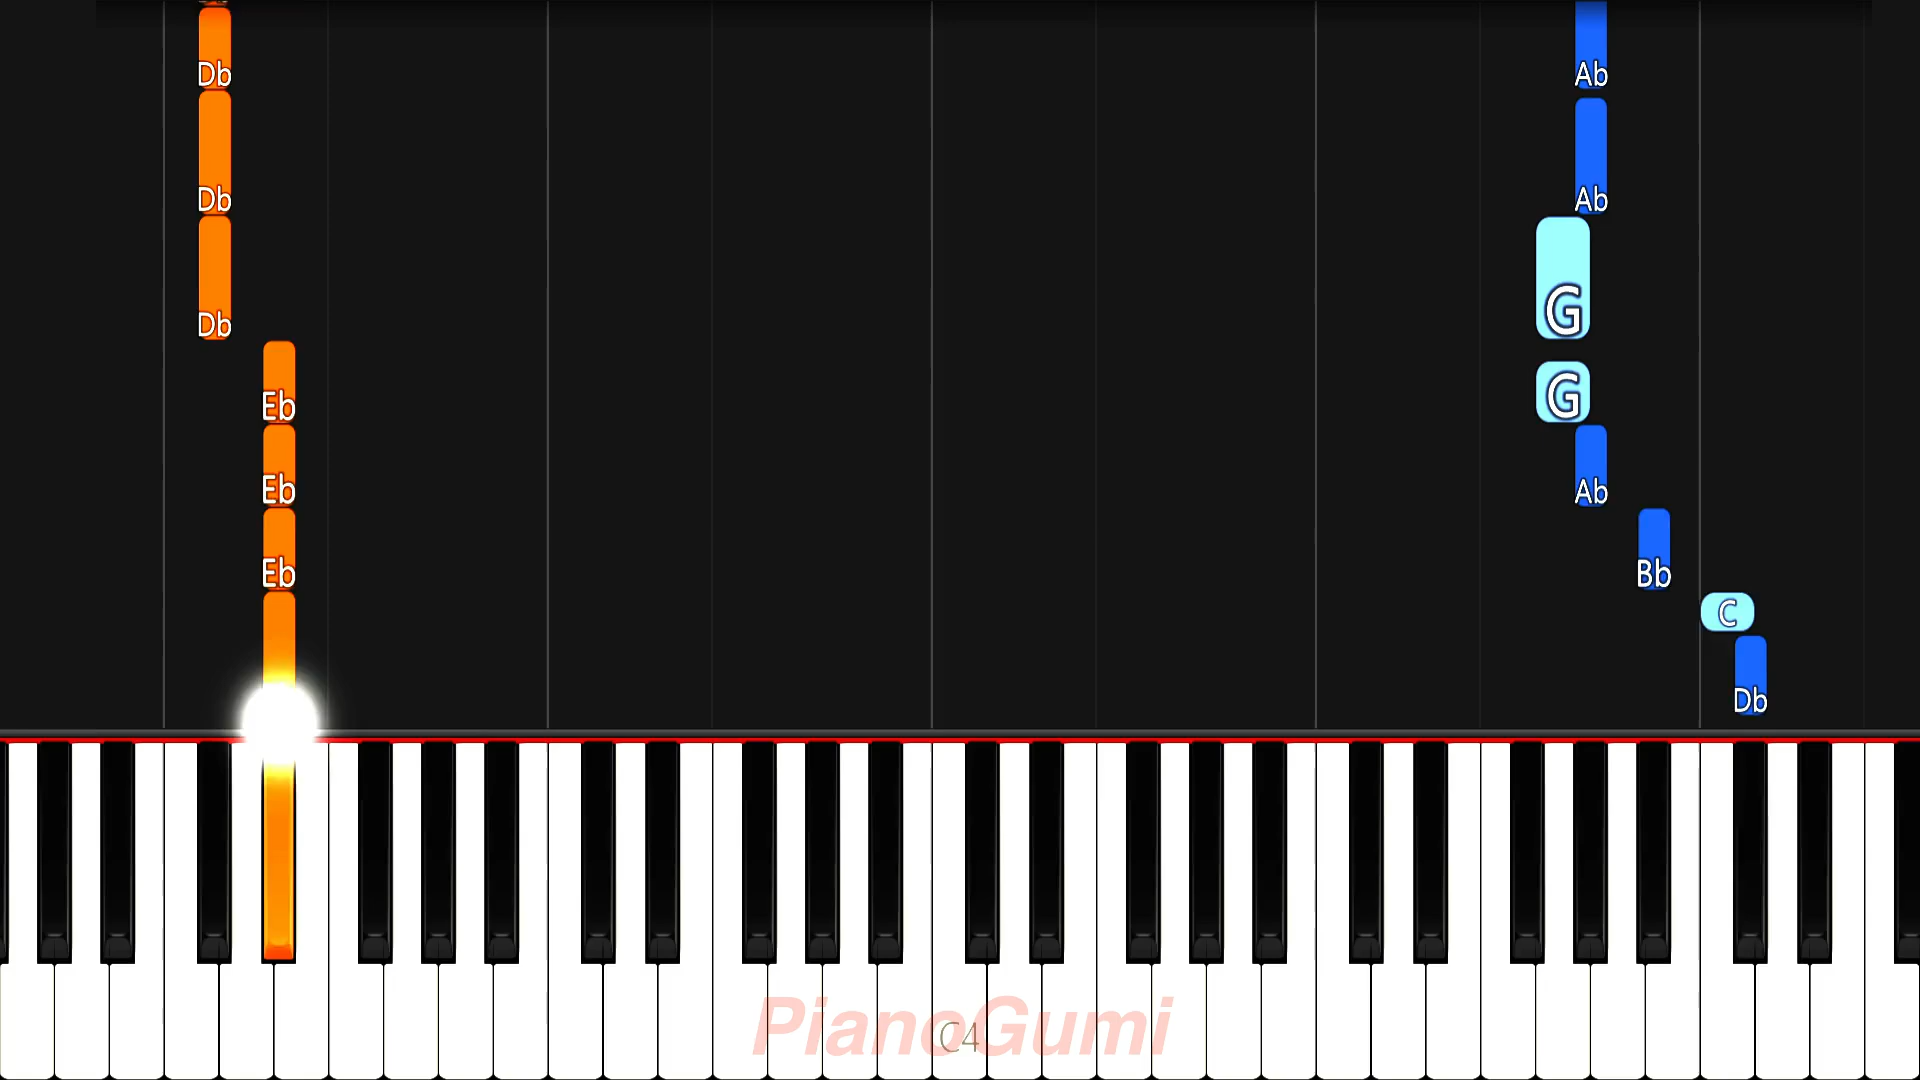 Db Ab
Db Ab
G
Db
G
Eb
Eb Ab
Eb Bb
C
Db
PianoGumi
C4